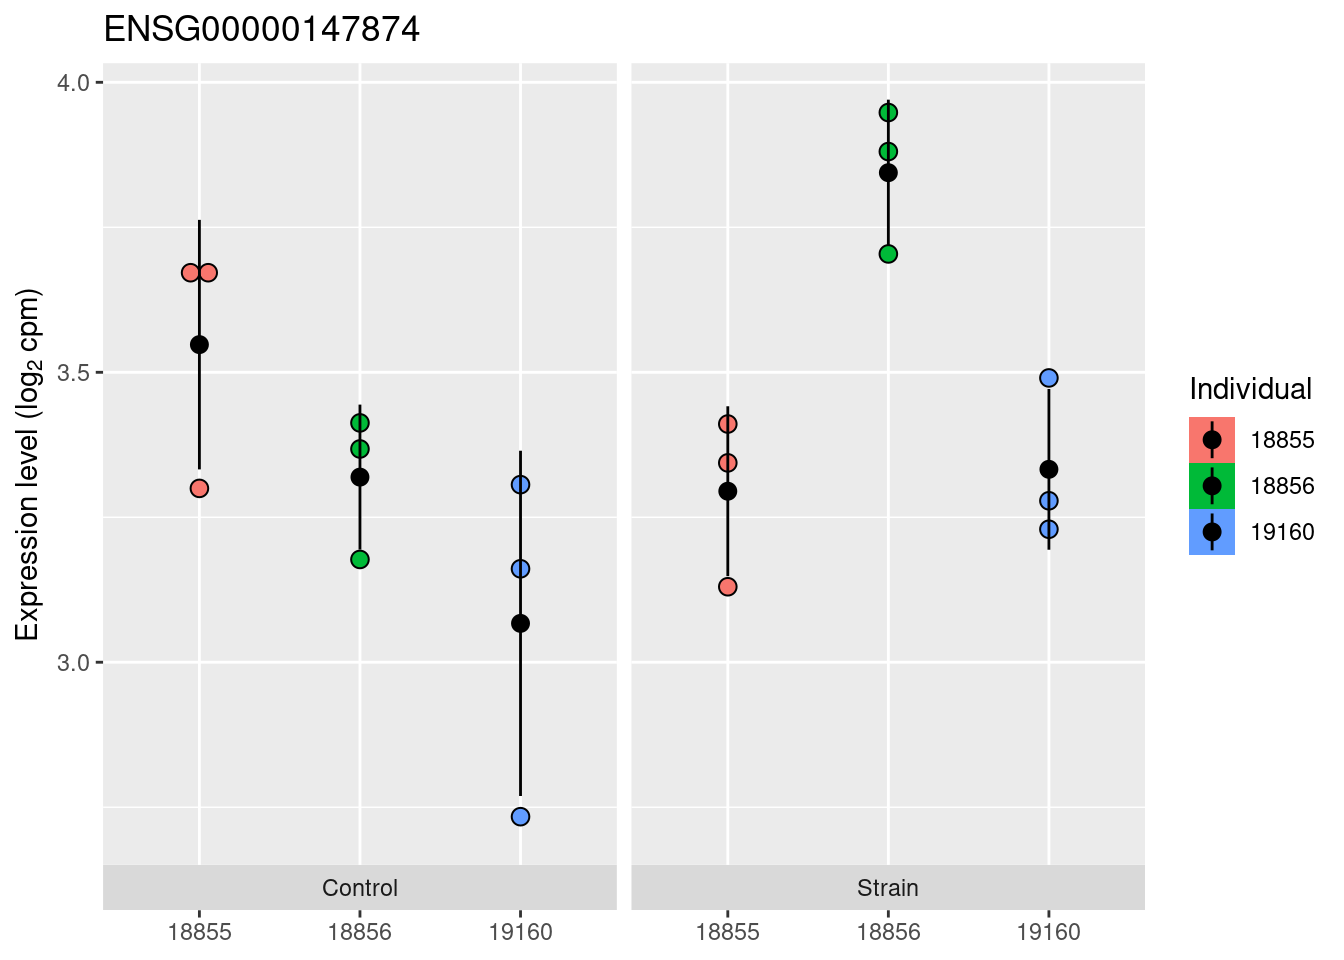 ENSG00000147874
Expression level (log₂ cpm)
4.0
3.5
3.0
Control
Strain
18855
18856
19160
18855
18856
19160
Individual
18855
18856
19160